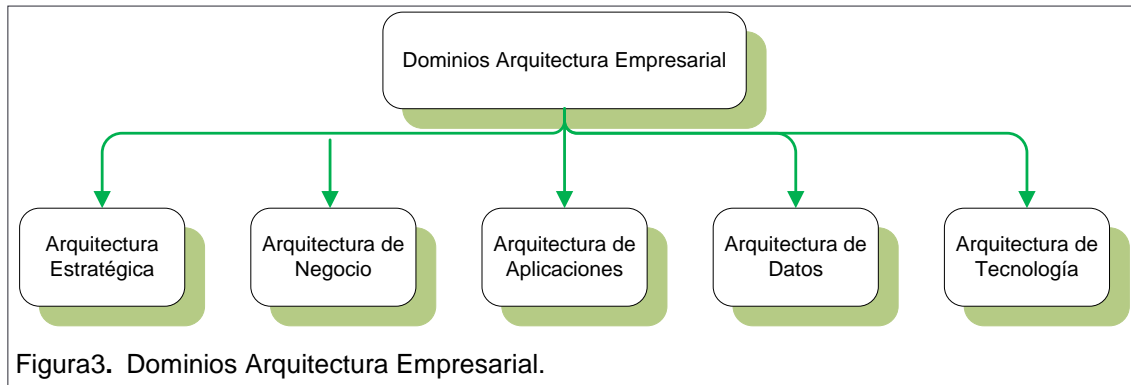 Dominios Arquitectura Empresarial
Arquitectura
Estratégica
Arquitectura de
Negocio
Arquitectura de
Aplicaciones
Arquitectura de
Datos
Arquitectura de
Tecnología
Figura3. Dominios Arquitectura Empresarial.